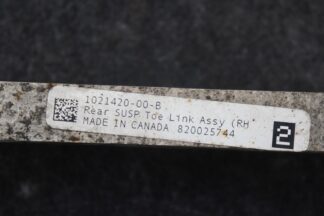 1021420-00-B
Rear SUSP Toe Link Assy (RH
MADE IN CANADA 820025744
2